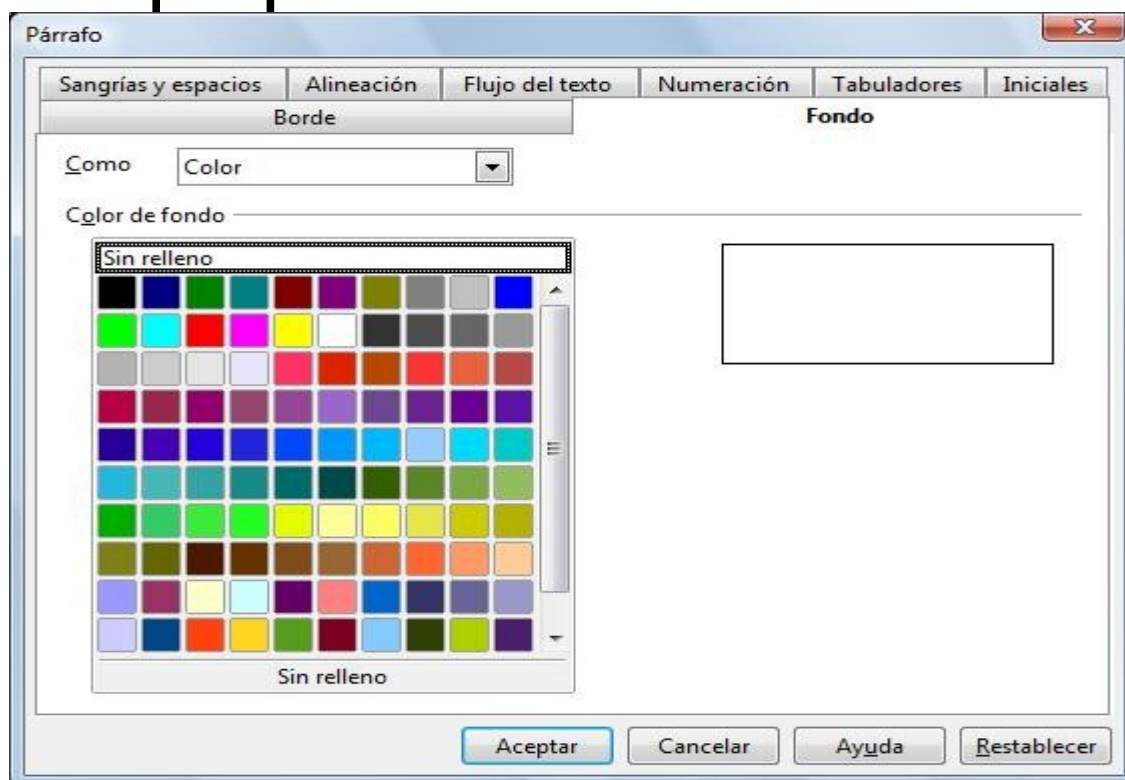 Párrafo
Sangrías y espacios Alineación Flujo del texto Numeración Tabuladores Iniciales
Borde Fondo
Como Color
Color de fondo
Sin relleno
Sin relleno
Aceptar Cancelar Ayuda Restablecer